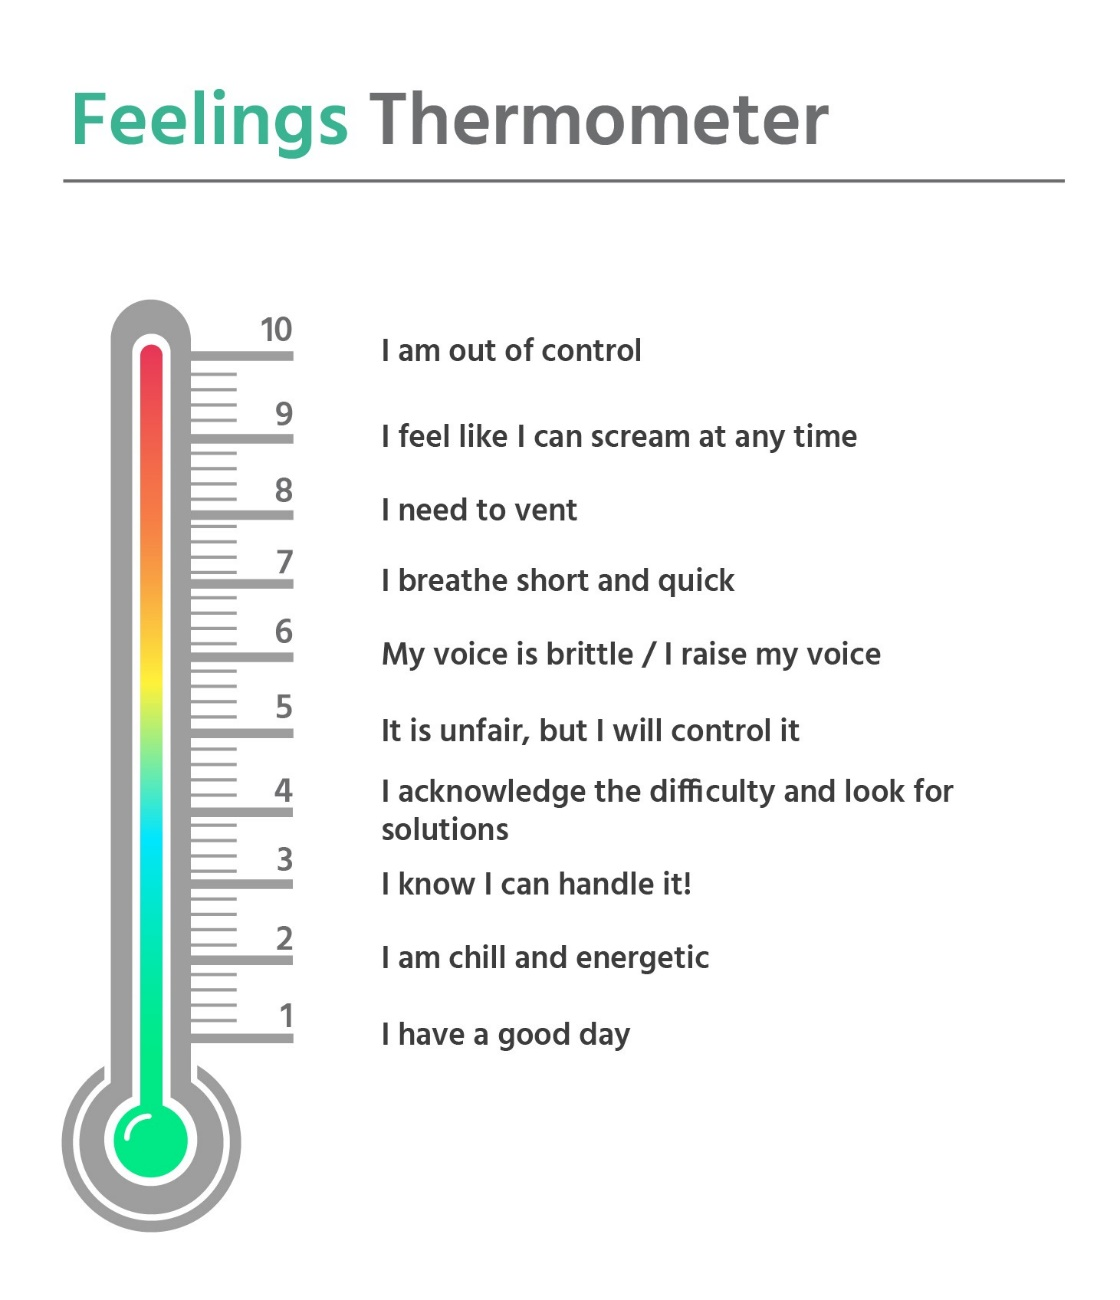 Feelings Thermometer
10
I am out of control
9
I feel like I can scream at any time
8
I need to vent
7
I breathe short and quick
6
My voice is brittle / I raise my voice
5
It is unfair, but I will control it
4
I acknowledge the difficulty and look for
solutions
3
I know I can handle it!
2
I am chill and energetic
1
I have a good day